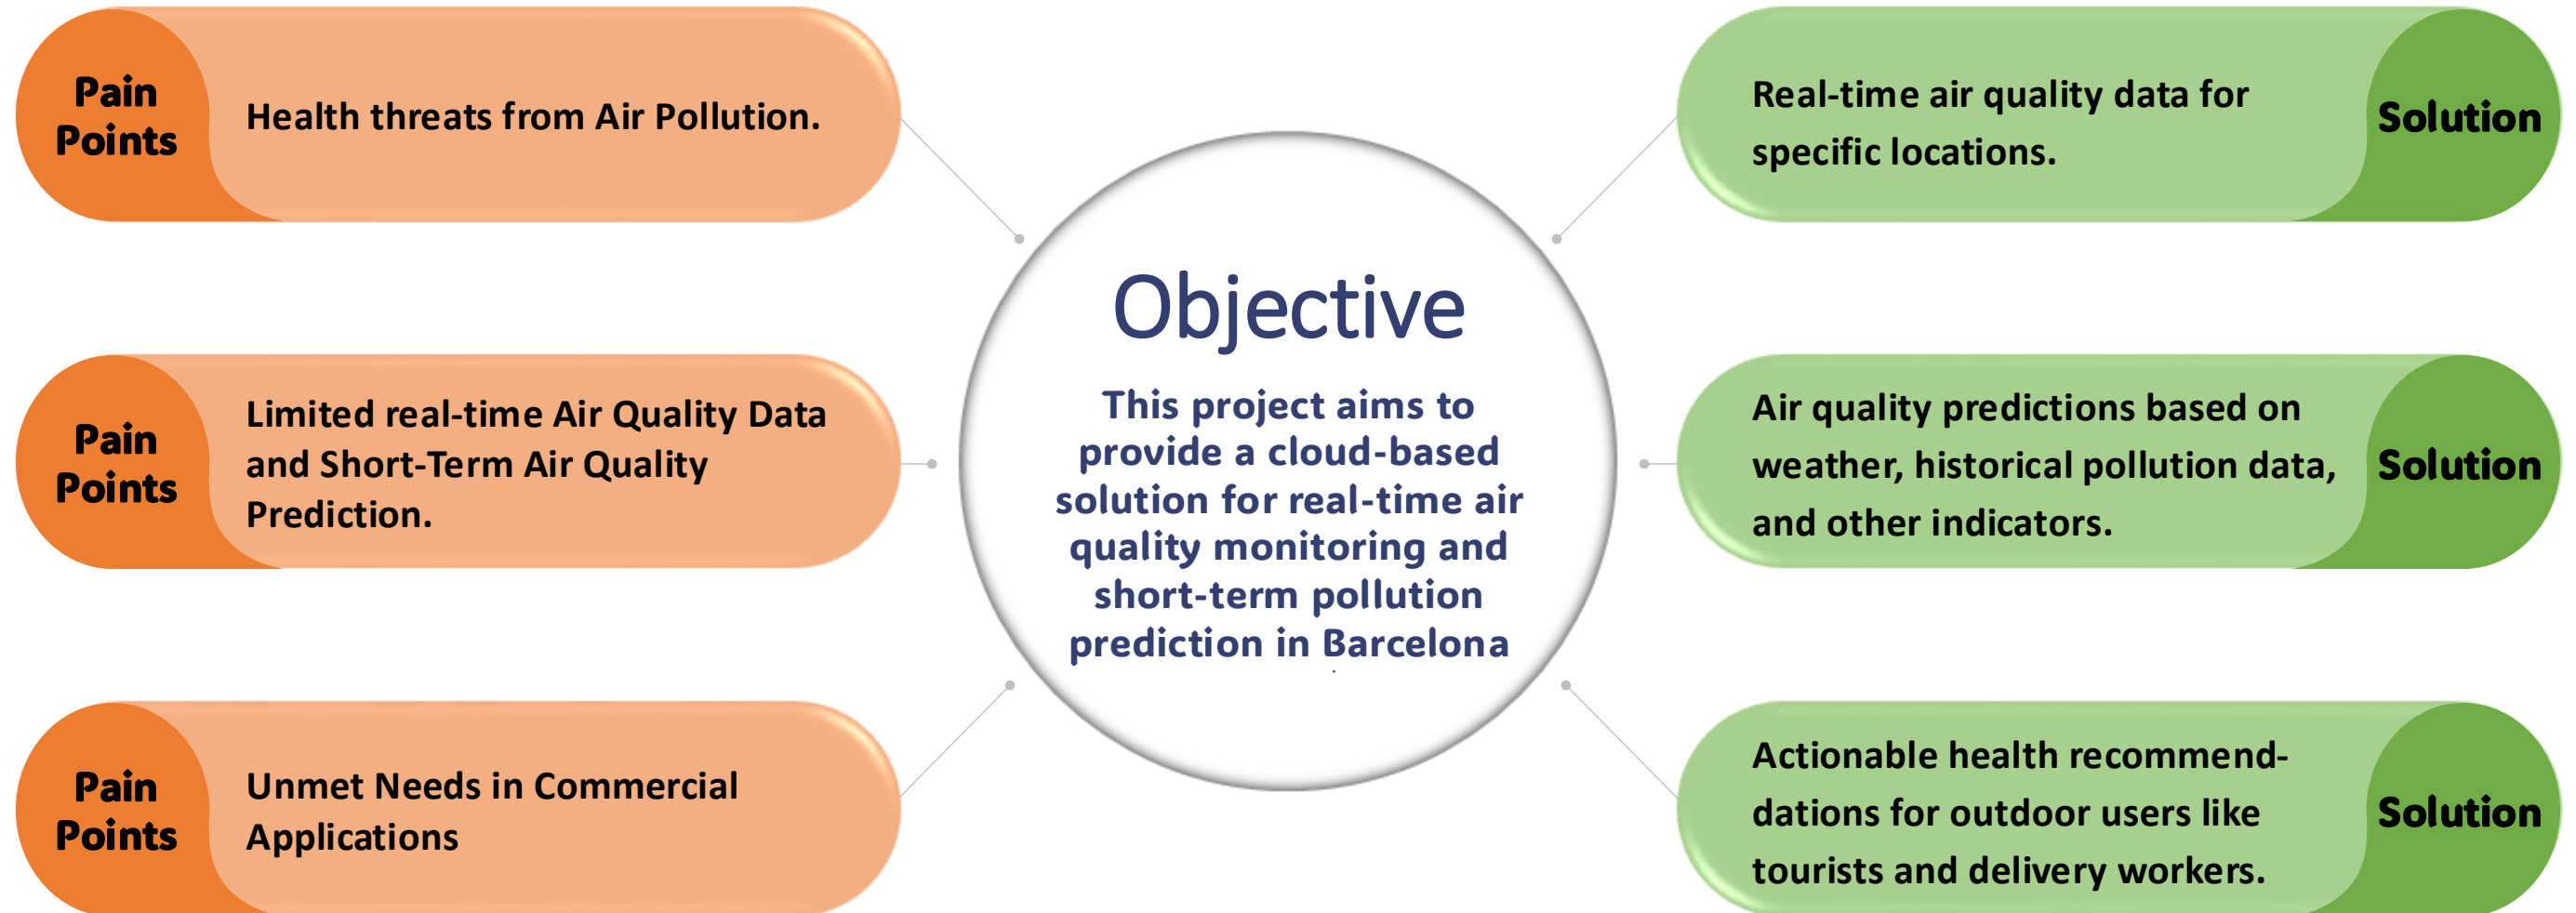 Pain
Points
Health threats from Air Pollution.
Pain
Points
Limited real-time Air Quality Data
and Short-Term Air Quality
Prediction.
Pain
Points
Unmet Needs in Commercial
Applications
Objective
This project aims to
provide a cloud-based
solution for real-time air
quality monitoring and
short-term pollution
prediction in Barcelona
.
Real-time air quality data for
specific locations.
Solution
Air quality predictions based on
weather, historical pollution data,
and other indicators.
Solution
Actionable health recommend-
dations for outdoor users like
tourists and delivery workers.
Solution